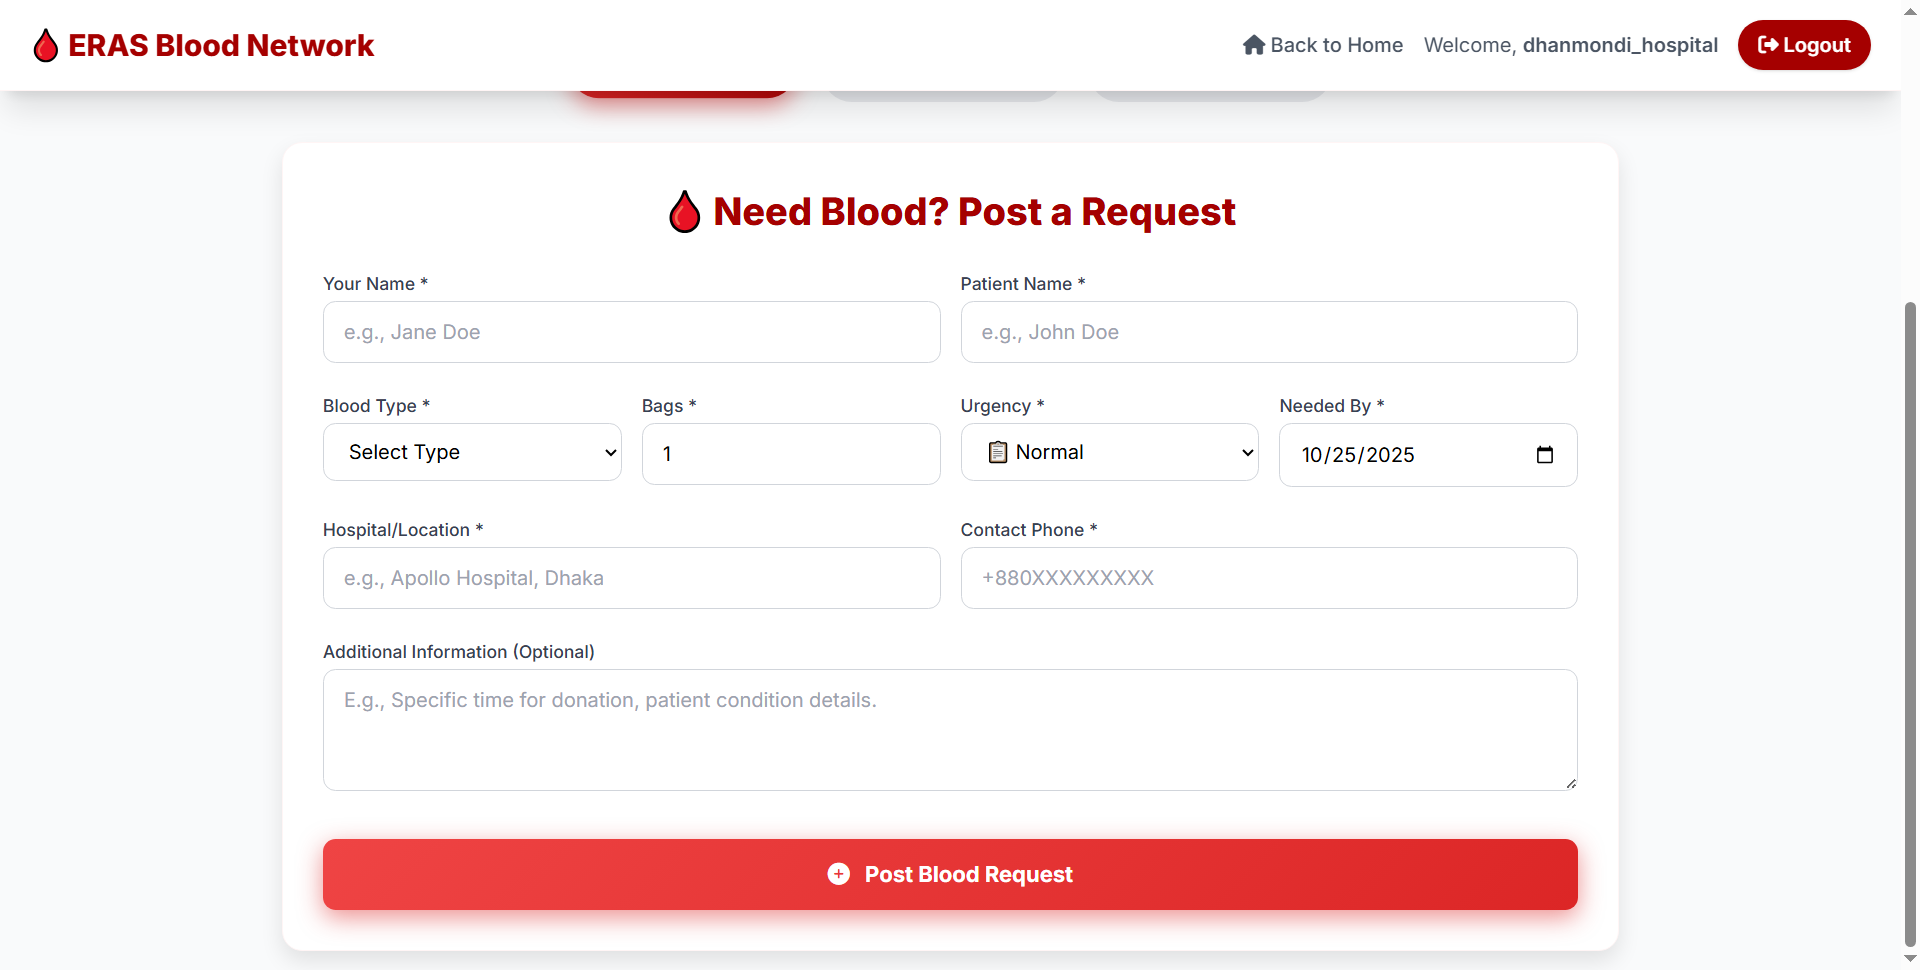 ERAS Blood Network
Back to Home Welcome, dhanmondi_hospital Logout
Need Blood? Post a Request
Your Name * Patient Name *
e.g., Jane Doe e.g., John Doe
Blood Type * Bags * Urgency * Needed By *
Select Type 1 Normal 10/25/2025
Hospital/Location * Contact Phone *
e.g., Apollo Hospital, Dhaka +880XXXXXXXXX
Additional Information (Optional)
E.g., Specific time for donation, patient condition details.
Post Blood Request